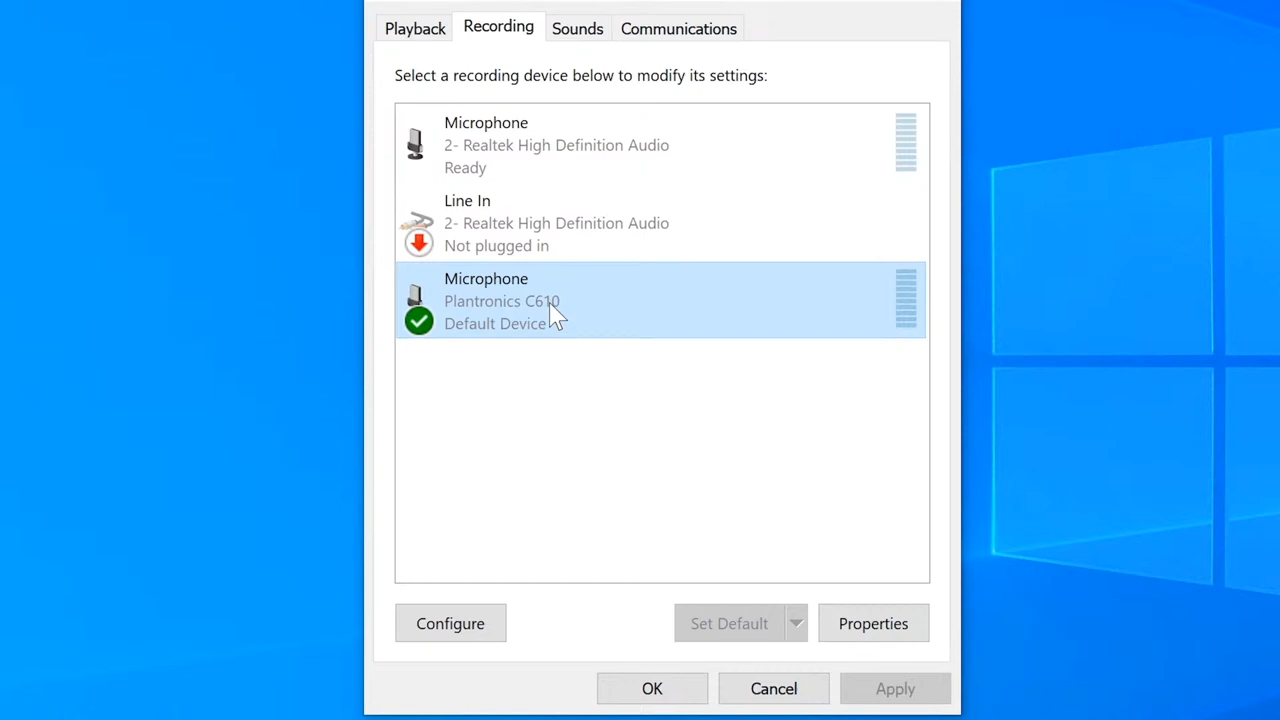 Playback
Recording
Sounds
Communications
Select a recording device below to modify its settings:
Microphone
2- Realtek High Definition Audio
Ready
Line In
2- Realtek High Definition Audio
Not plugged in
Microphone
Plantronics C610
Default Device
Configure
Set Default
Properties
OK
Cancel
Apply